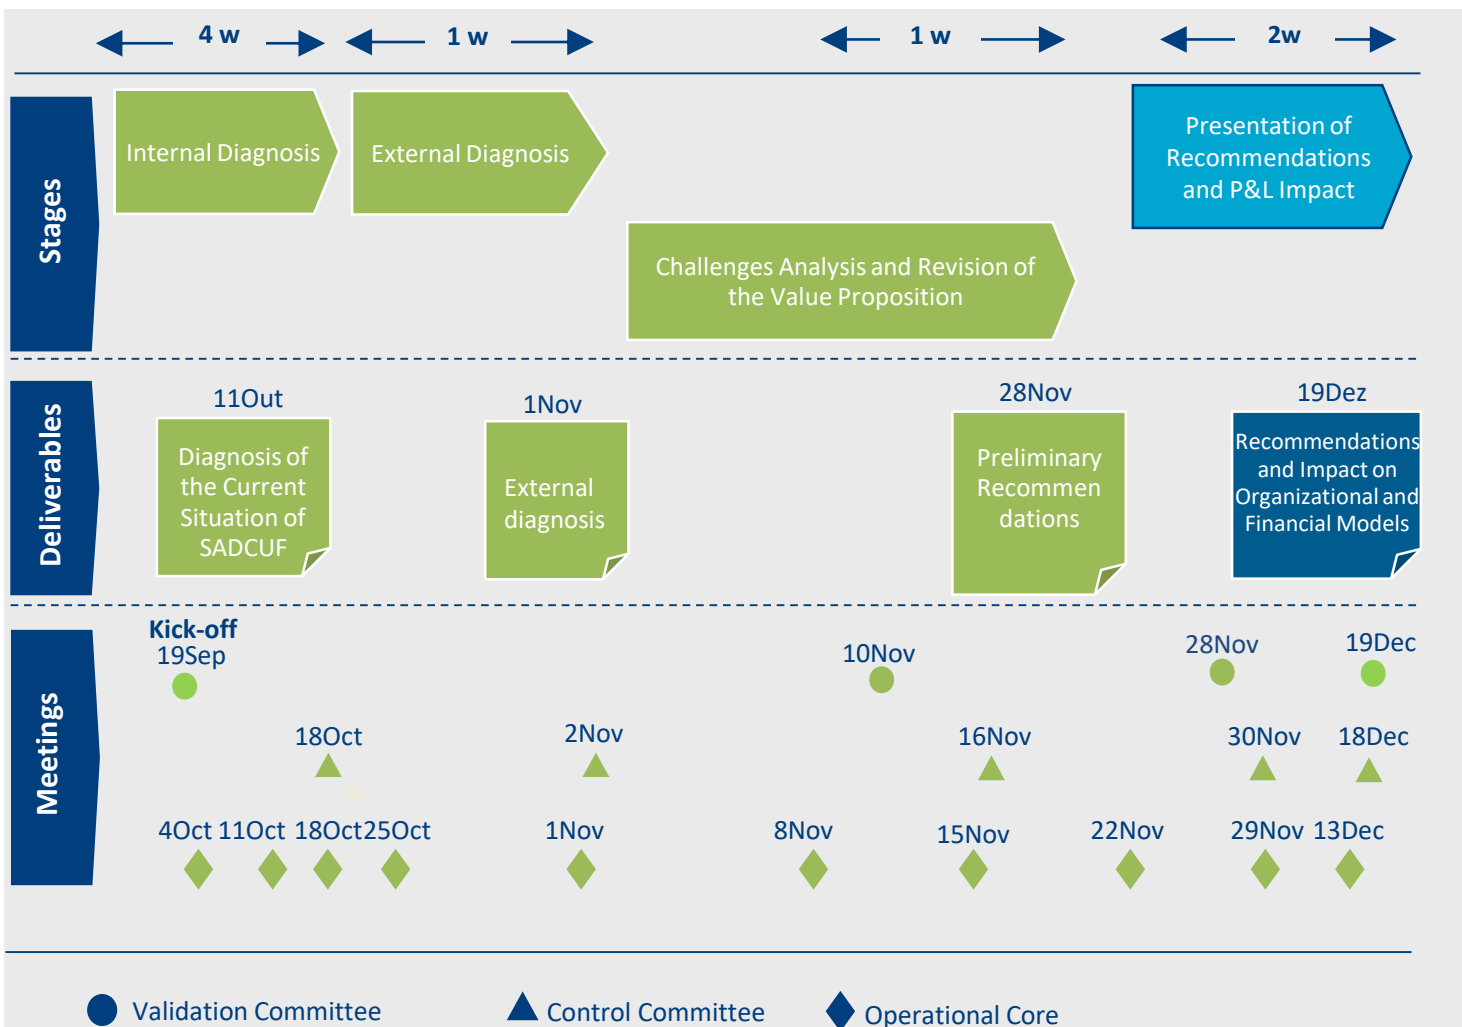 4 w
1 w
1 w
2w
Stages
Internal Diagnosis
External Diagnosis
Challenges Analysis and Revision of
the Value Proposition
Presentation of
Recommendations
and P&L Impact
Deliverables
11Out
Diagnosis of
the Current
Situation of
SADCUF
1Nov
External
diagnosis
28Nov
Preliminary
Recommen
dations
19Dez
Recommendations
and Impact on
Organizational and
Financial Models
Meetings
Kick-off
19Sep
10Nov
28Nov
19Dec
18Oct
2Nov
16Nov
30Nov
18Dec
4Oct
11Oct
18Oct
25Oct
1Nov
8Nov
15Nov
22Nov
29Nov
13Dec
Validation Committee
Control Committee
Operational Core